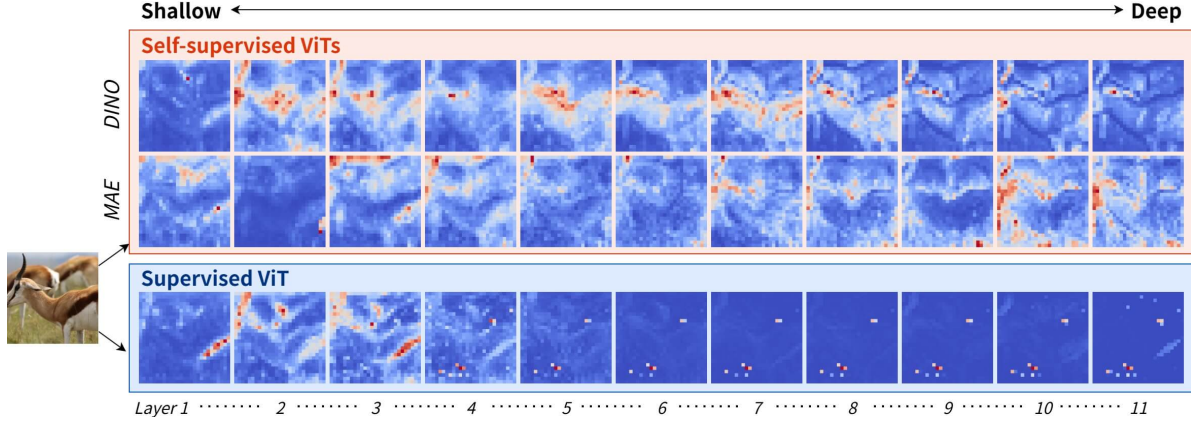 Shallow Deep
Self-supervised ViTs
DINO
MAE
Supervised ViT
Layer 1 ........ 2 ........ 3 ........ 4 ........ 5 ........ 6 ........ 7 ........ 8 ........ 9 ........ 10 ........ 11